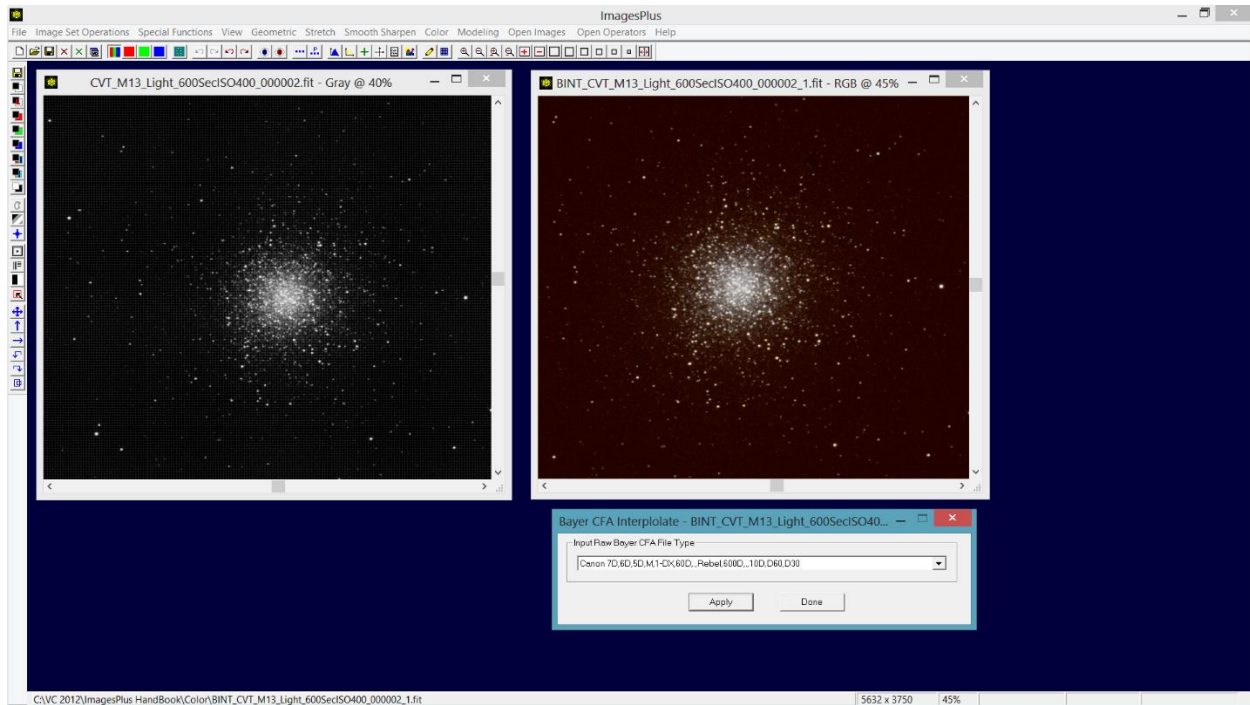 ImagesPlus
File Image Set Operations Special Functions View Geometric Stretch Smooth Sharpen Color Modeling Open Images Open Operators Help
CVT_M13_Light_600SecISO400_000002.fit - Gray @ 40%
BINT_CVT_M13_Light_600SecISO400_000002_1.fit - RGB @ 45%
Bayer CFA Interplolate - BINT_CVT_M13_Light_600SecISO40...
Input Raw Bayer CFA File Type
Canon 7D,6D,5D,M,1-DX,60D,..Rebel,600D,..10D,D60,D30
Apply Done
C:\VC 2012\ImagesPlus HandBook\Color\BINT_CVT_M13_Light_600SecISO400_000002_1.fit 5632 x 3750 45%